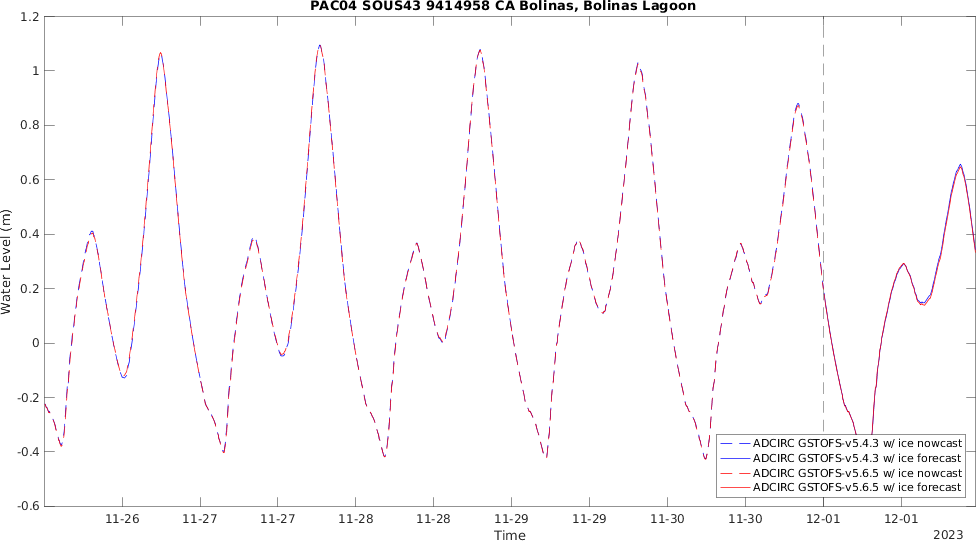 PAC04 SOUS43 9414958 CA Bolinas, Bolinas Lagoon
1.2
1
0.8
0.6
0.4
0.2
0
-0.2
-0.4
-0.6
Water Level (m)
ADCIRC GSTOFS-v5.4.3 w/ ice nowcast
ADCIRC GSTOFS-v5.4.3 w/ ice forecast
ADCIRC GSTOFS-v5.6.5 w/ ice nowcast
ADCIRC GSTOFS-v5.6.5 w/ ice forecast
11-26 11-27 11-27 11-28 11-28 11-29 11-29 11-30 11-30 12-01 12-01
Time
2023